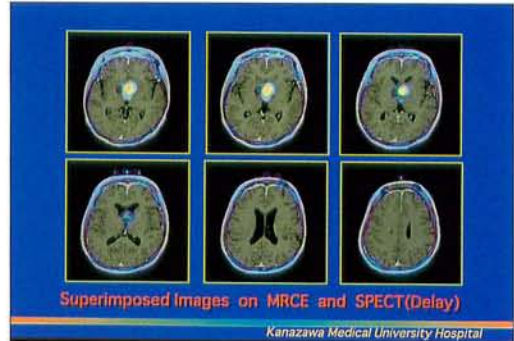 Superimposed Images on MRCE and SPECT(Delay)
Kanazawa Medical University Hospital